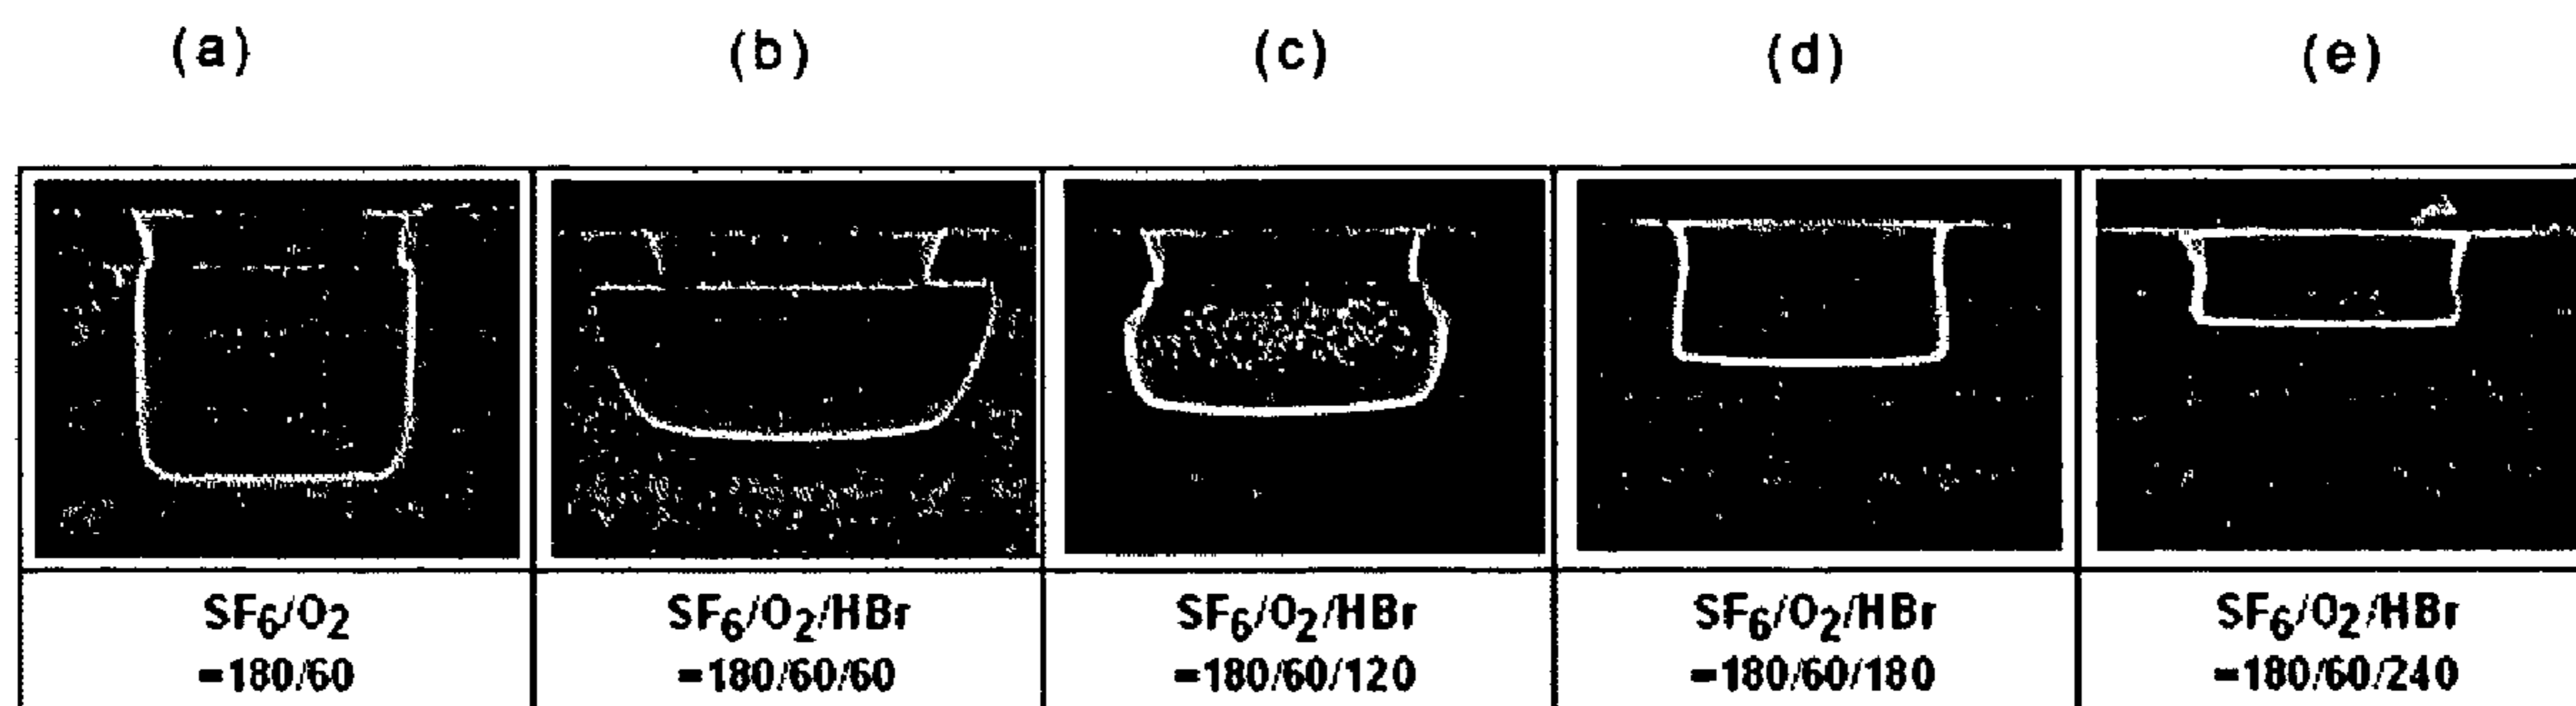 (a) (b) (c) (d) (e)
SF₆/O₂ SF₆/O₂/HBr SF₆/O₂/HBr SF₆/O₂/HBr SF₆/O₂/HBr
=180/60 =180/60/60 =180/60/120 =180/60/180 =180/60/240